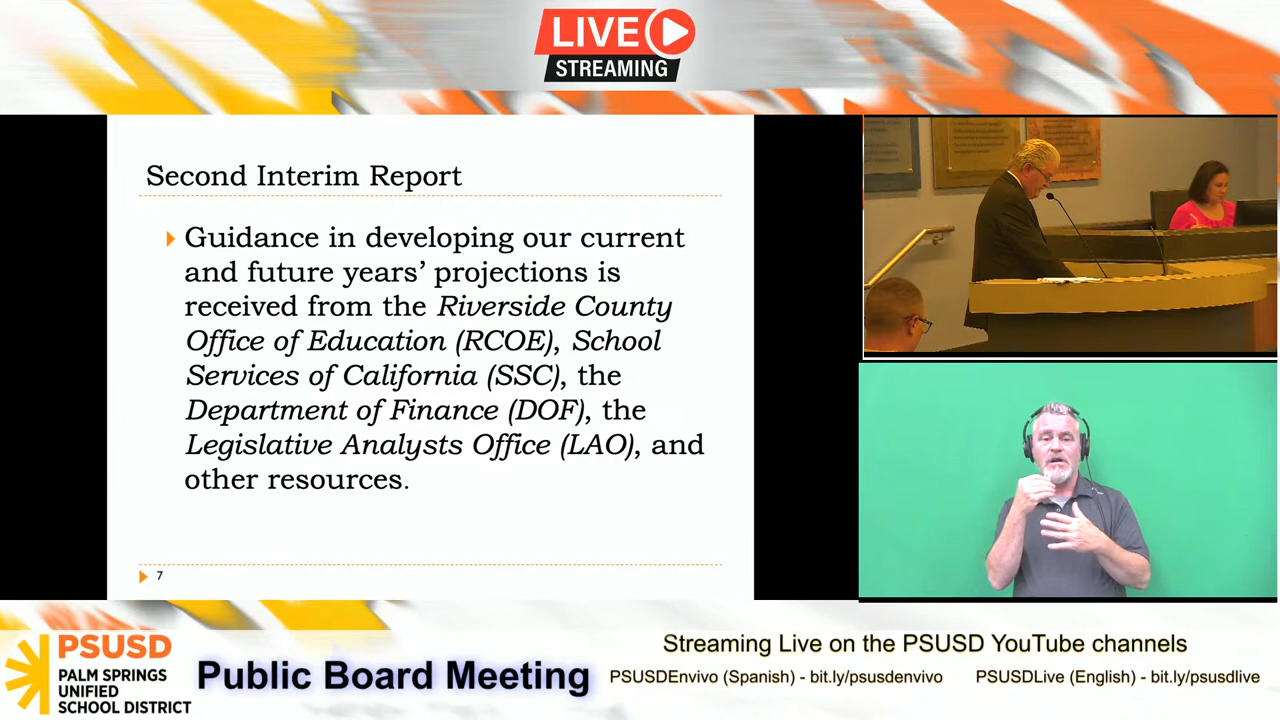 LIVE
STREAMING
Second Interim Report
Guidance in developing our current
and future years’ projections is
received from the Riverside County
Office of Education (RCOE), School
Services of California (SSC), the
Department of Finance (DOF), the
Legislative Analysts Office (LAO), and
other resources.
7
PSUSD
PALM SPRINGS
UNIFIED
SCHOOL DISTRICT
Public Board Meeting
Streaming Live on the PSUSD YouTube channels
PSUSDEnvivo (Spanish) - bit.ly/psusdenvivo
PSUSDLive (English) - bit.ly/psusdlive